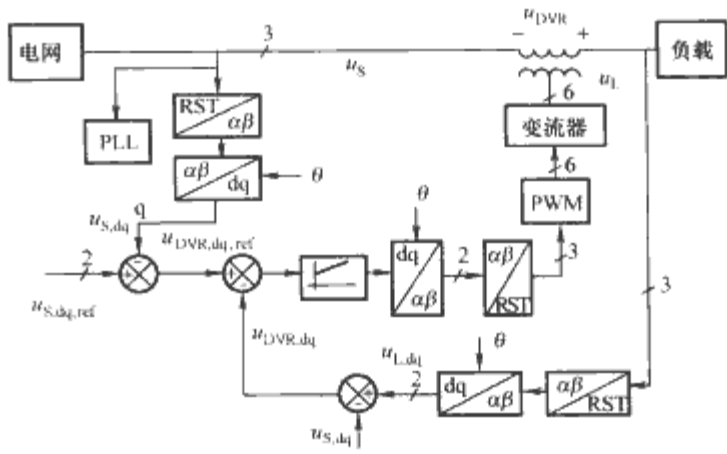 u_DVR
电网
3
−
+
负载
u_S
u_L
RST
αβ
6
PLL
变流器
αβ
dq
θ
6
PWM
q
u_S,dq
u_DVR,dq,ref
θ
2
+
−
+
−
dq
αβ
2
αβ
RST
3
u_S,dq,ref
3
u_DVR,dq
u_L,dq
θ
2
+
−
dq
αβ
αβ
RST
u_S,dq